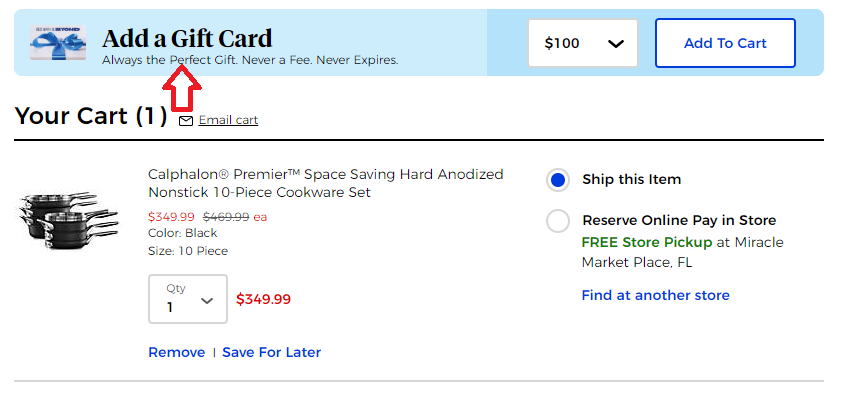 Add a Gift Card
Always the Perfect Gift. Never a Fee. Never Expires.
$100
Add To Cart
Your Cart (1)
Email cart
Calphalon® Premier™ Space Saving Hard Anodized
Nonstick 10-Piece Cookware Set
$349.99 $469.99 ea
Color: Black
Size: 10 Piece
Qty
1
$349.99
Remove | Save For Later
Ship this Item
Reserve Online Pay in Store
FREE Store Pickup at Miracle
Market Place, FL
Find at another store